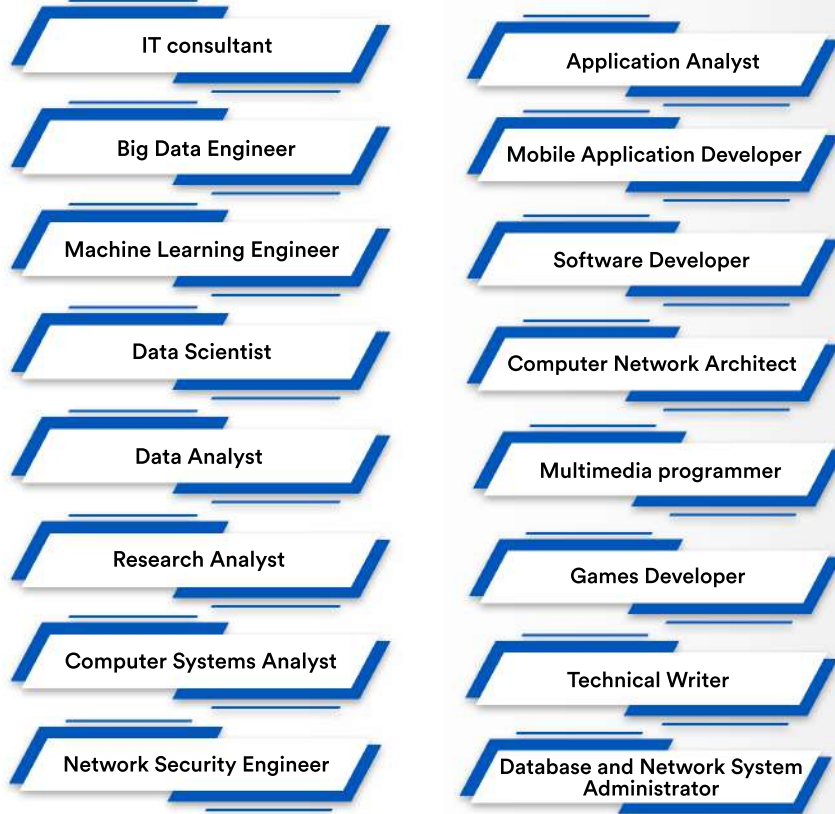 IT consultant
Big Data Engineer
Machine Learning Engineer
Data Scientist
Data Analyst
Research Analyst
Computer Systems Analyst
Network Security Engineer
Application Analyst
Mobile Application Developer
Software Developer
Computer Network Architect
Multimedia programmer
Games Developer
Technical Writer
Database and Network System
Administrator